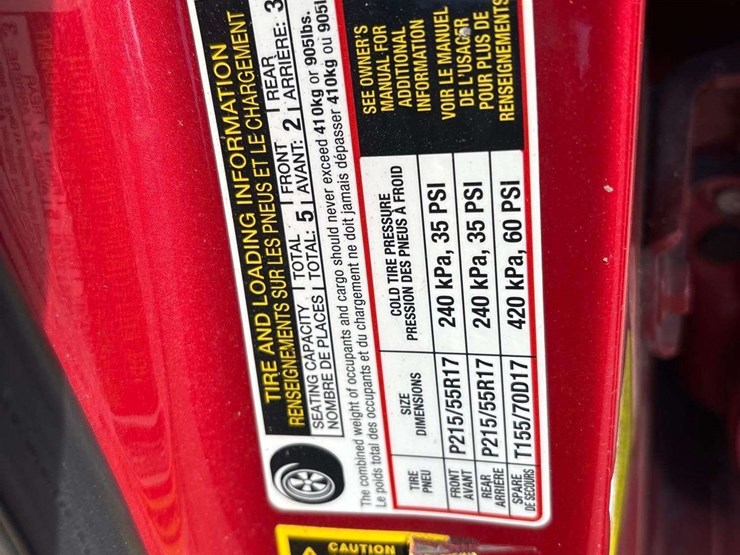 TIRE AND LOADING INFORMATION
RENSEIGNEMENTS SUR LES PNEUS ET LE CHARGEMENT
SEATING CAPACITY TOTAL 5 FRONT 2 REAR 3
NOMBRE DE PLACES TOTAL: AVANT: ARRIÈRE:
The combined weight of occupants and cargo should never exceed 410kg or 905lbs.
Le poids total des occupants et du chargement ne doit jamais dépasser 410kg ou 905l
TIRE
PNEU
SIZE
DIMENSIONS
COLD TIRE PRESSURE
PRESSION DES PNEUS À FROID
FRONT
AVANT
P215/55R17
240 kPa, 35 PSI
REAR
ARRIÈRE
P215/55R17
240 kPa, 35 PSI
SPARE
DE SECOURS
T155/70D17
420 kPa, 60 PSI
SEE OWNER'S
MANUAL FOR
ADDITIONAL
INFORMATION
VOIR LE MANUEL
DE L'USAGER
POUR PLUS DE
RENSEIGNEMENTS
CAUTION